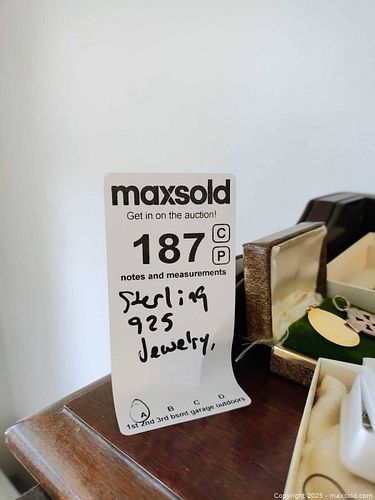 maxsold
Get in on the auction!
187 C
P
notes and measurements
Sterling
925
Jewelry,
A B C D
1st 2nd 3rd bsmt garage outdoors
Copyright © 2025 - maxsold.com